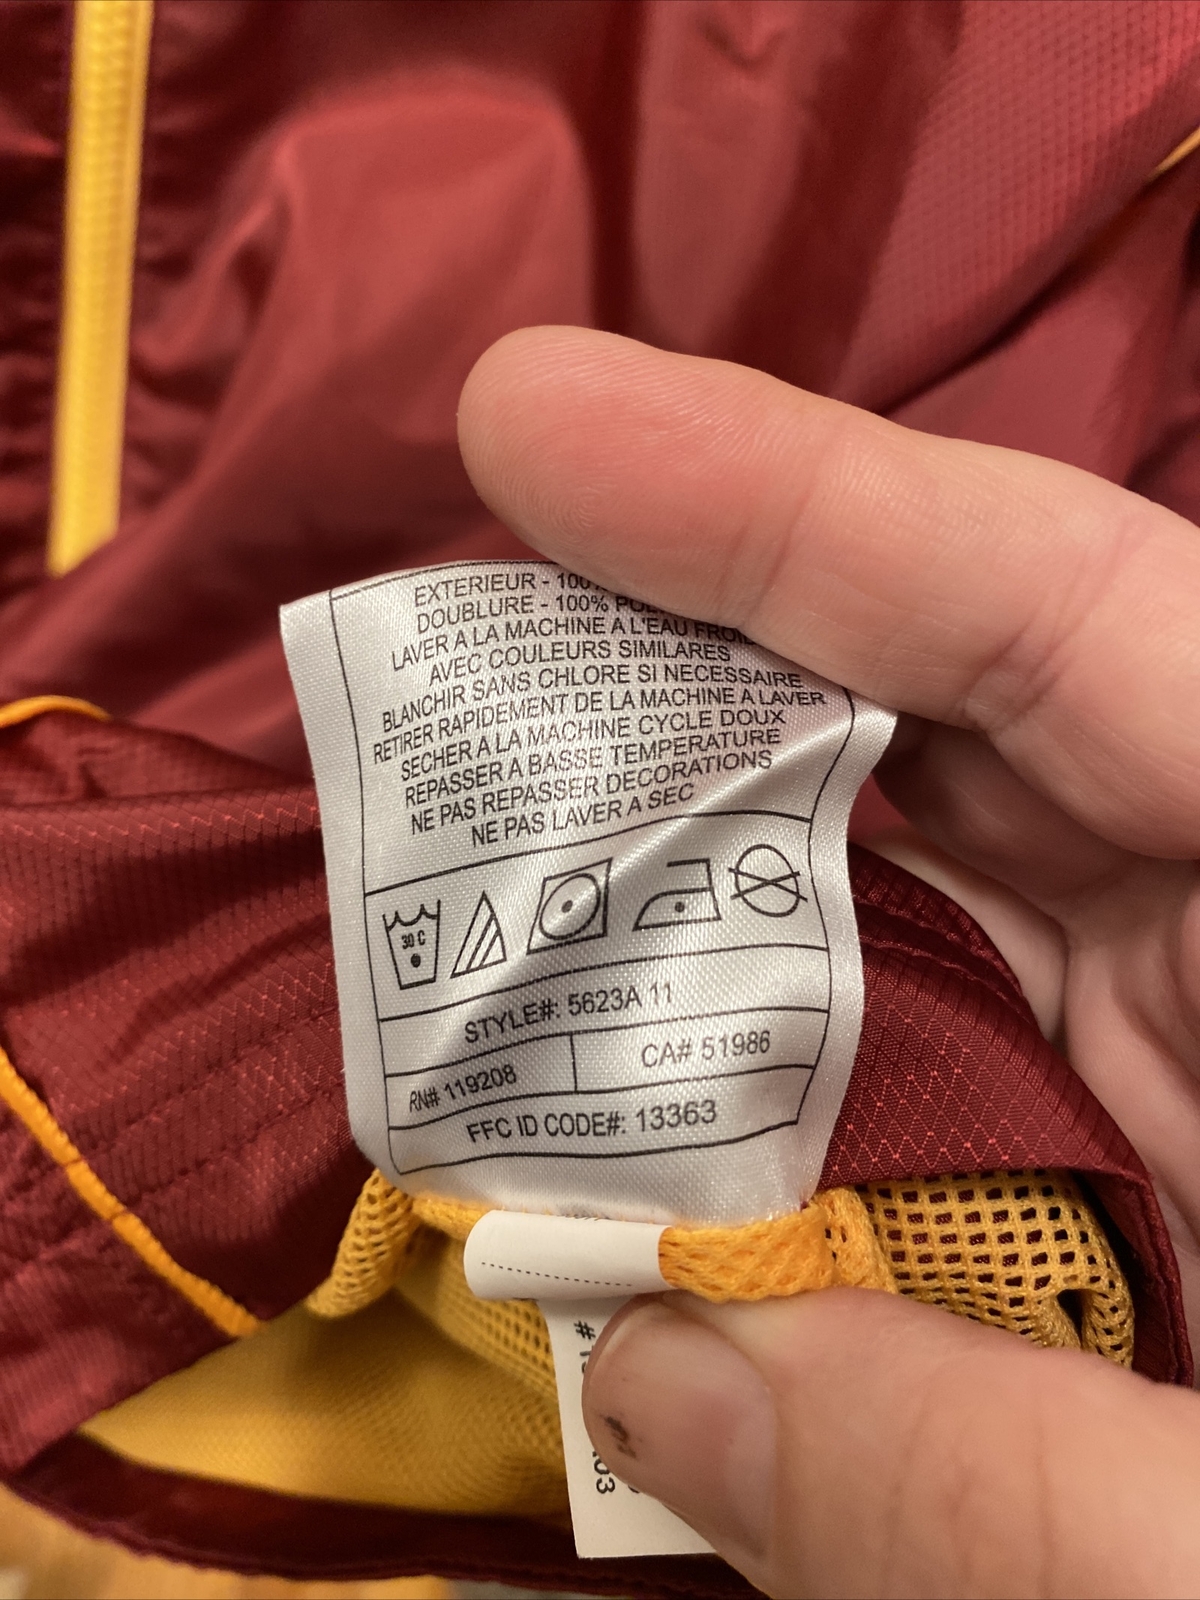 EXTERIEUR - 100%
DOUBLURE - 100%
LAVER A LA MACHINE A L'EAU
AVEC COULEURS SIMILARES
BLANCHIR SANS CHLORE SI NECESSAIRE
RETIRER RAPIDEMENT DE LA MACHINE A LAVER
SECHER A LA MACHINE CYCLE DOUX
REPASSER A BASSE TEMPERATURE
NE PAS REPASSER DECORATIONS
NE PAS LAVER A SEC
30 C
STYLE#: 5623A 11
RN# 119208
CA# 51986
FFC ID CODE#: 13363